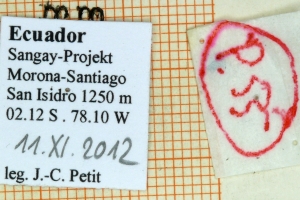 Ecuador
Sangay-Projekt
Morona-Santiago
San Isidro 1250 m
02.12 S . 78.10 W
11.XI.2012
leg. J.-C. Petit